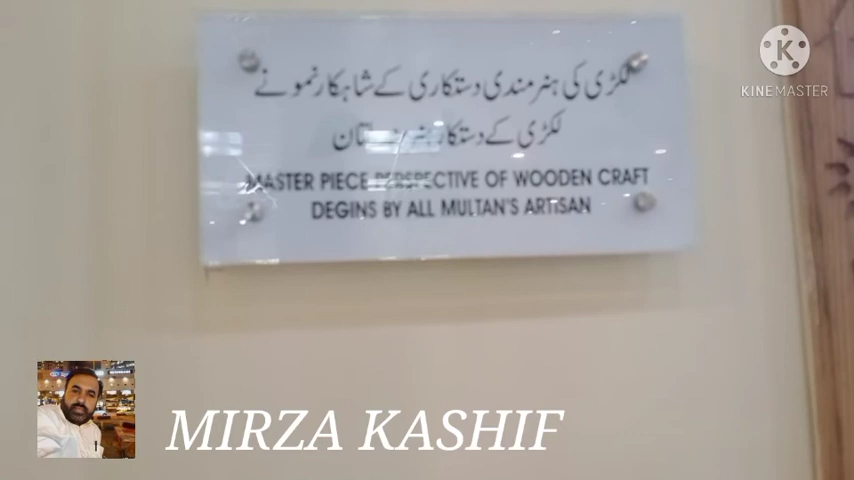 لکڑی کی ہنرمندی دستکاری کے شاہکار نمونے
لکڑی کے دستکار
MASTER PIECE PERSPECTIVE OF WOODEN CRAFT
DEGINS BY ALL MULTAN'S ARTISAN
KINEMASTER
MIRZA KASHIF